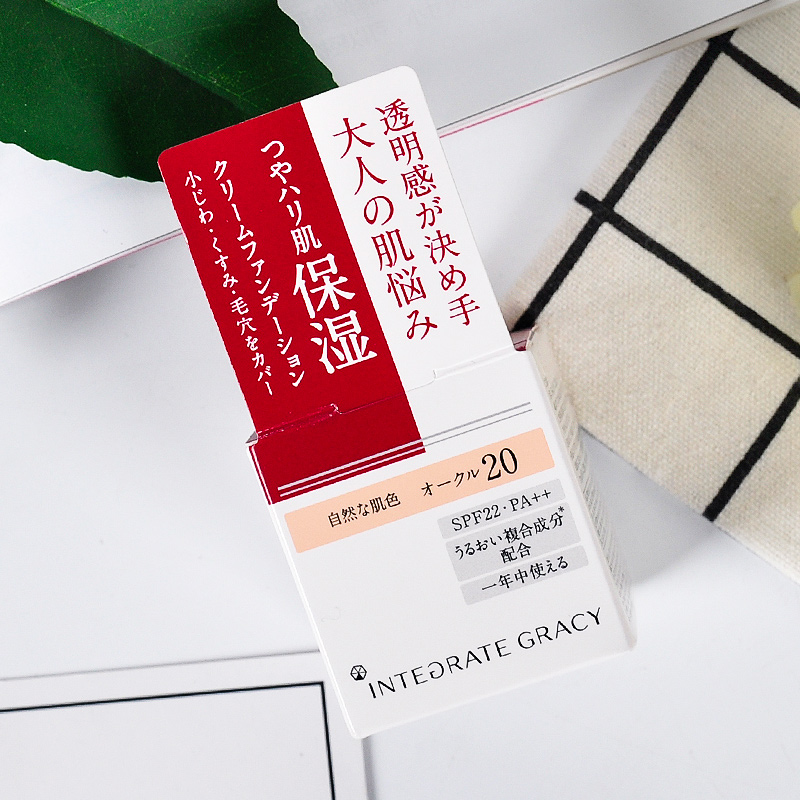 透明感が決め手
大人の肌悩み
つやハリ肌 保湿
クリームファンデーション
小じわ・くすみ・毛穴をカバー
自然な肌色 オークル20
SPF22・PA++
うるおい複合成分*
配合
一年中使える
INTEGRATE GRACY